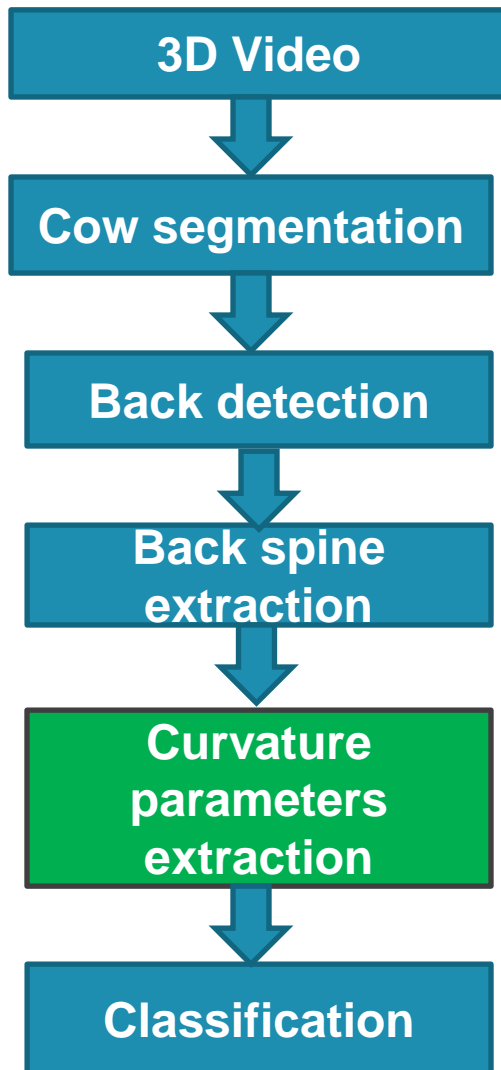 3D Video
Cow segmentation
Back detection
Back spine
extraction
Curvature
parameters
extraction
Classification